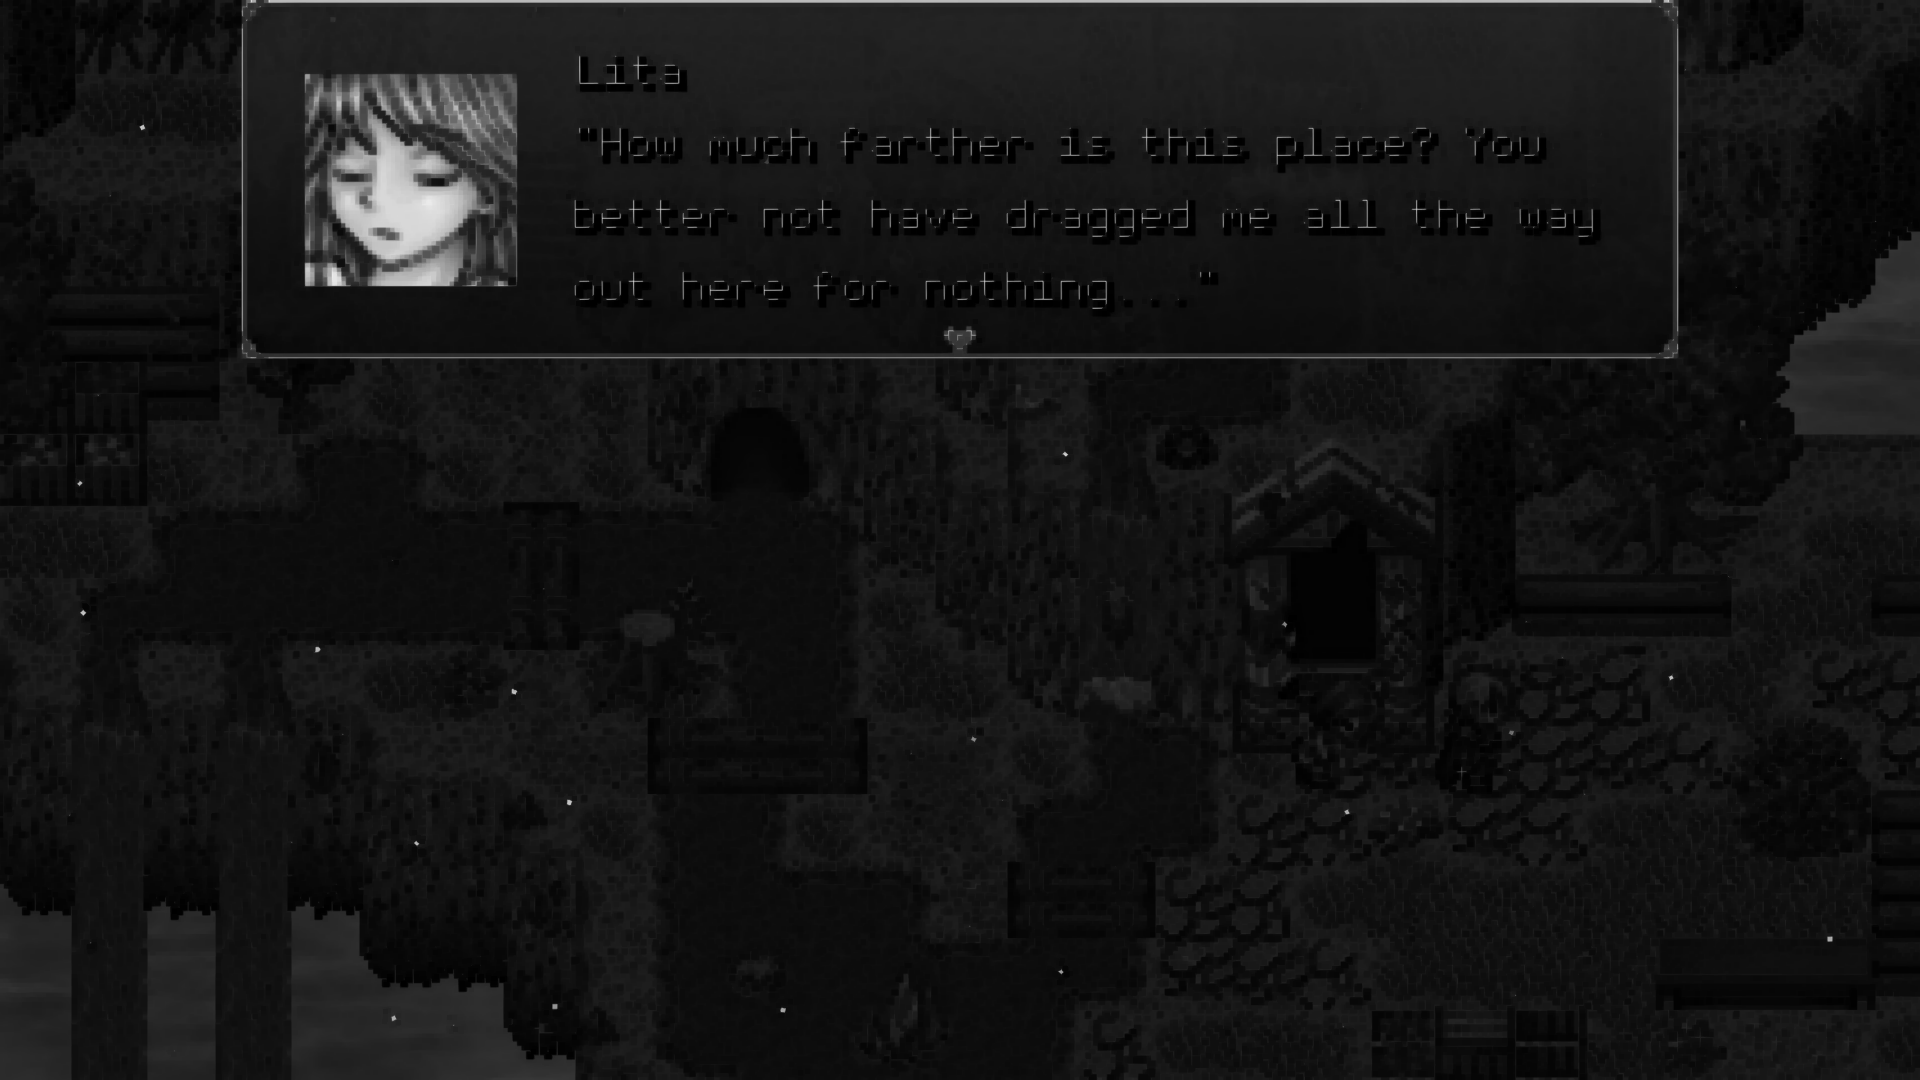 Lita
"How much farther is this place? You
better not have dragged me all the way
out here for nothing..."